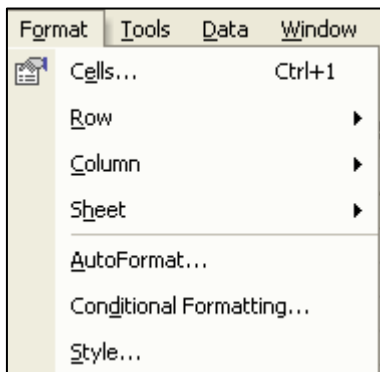 Format Tools Data Window
Cells... Ctrl+1
Row
Column
Sheet
AutoFormat...
Conditional Formatting...
Style...